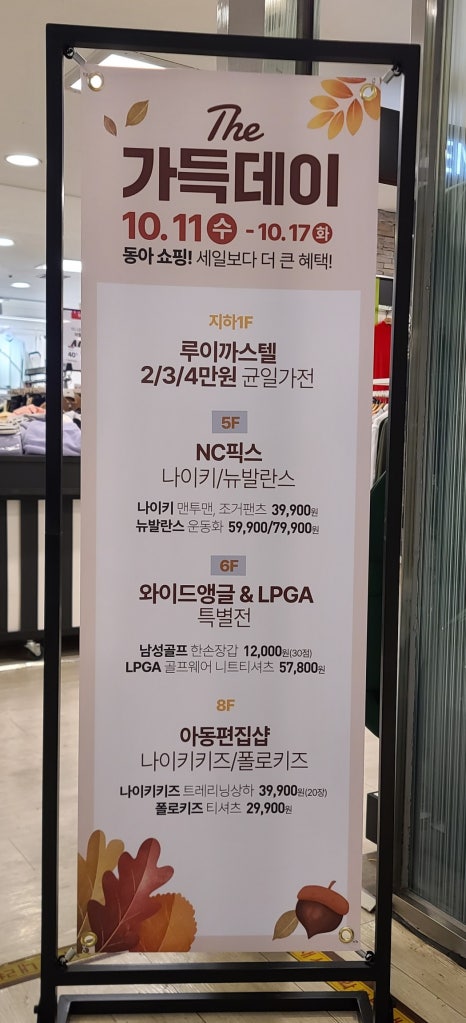 The
가득데이
10.11 수 - 10.17 화
동아 쇼핑! 세일보다 더 큰 혜택!
지하1F
루이까스텔
2/3/4만원 균일가전
5F
NC픽스
나이키/뉴발란스
나이키 맨투맨, 조거팬츠 39,900원
뉴발란스 운동화 59,900/79,900원
6F
와이드앵글 & LPGA
특별전
남성골프 한손장갑 12,000원(30점)
LPGA 골프웨어 니트티셔츠 57,800원
8F
아동편집샵
나이키키즈/폴로키즈
나이키키즈 트레리닝상하 39,900원(20장)
폴로키즈 티셔츠 29,900원